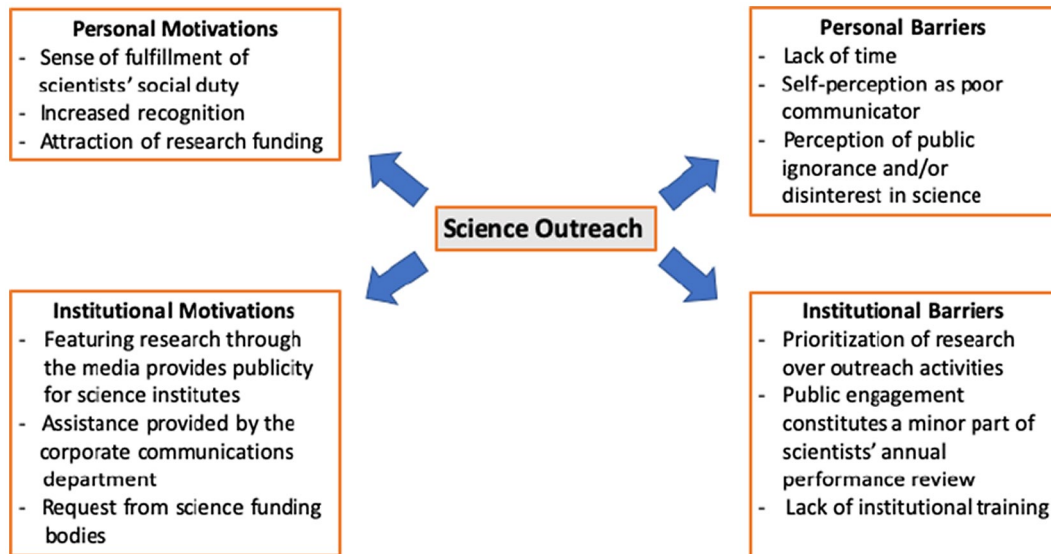 Personal Motivations
- Sense of fulfillment of
scientists' social duty
- Increased recognition
- Attraction of research funding
Personal Barriers
- Lack of time
- Self-perception as poor
communicator
- Perception of public
ignorance and/or
disinterest in science
Science Outreach
Institutional Motivations
- Featuring research through
the media provides publicity
for science institutes
- Assistance provided by the
corporate communications
department
- Request from science funding
bodies
Institutional Barriers
- Prioritization of research
over outreach activities
- Public engagement
constitutes a minor part of
scientists' annual
performance review
- Lack of institutional training